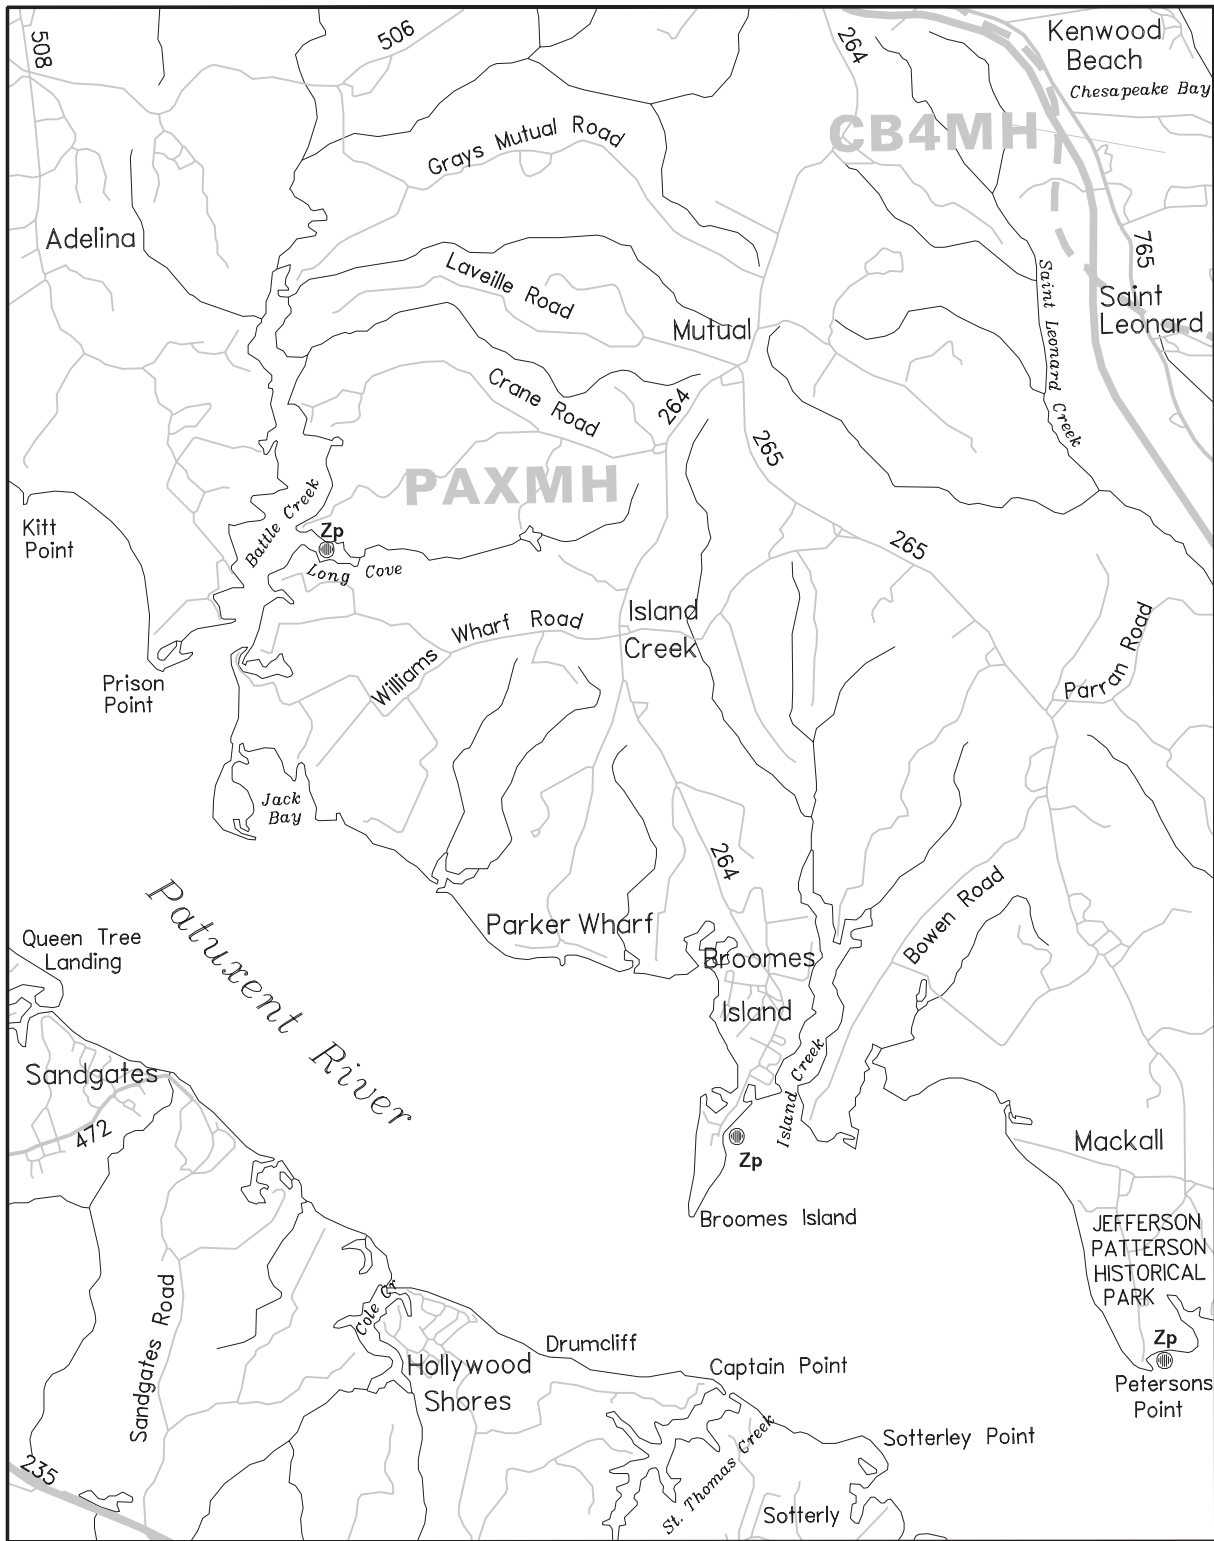 508
506
264
Kenwood
Beach
Chesapeake Bay
CB4MH
Grays Mutual Road
Adelina
765
Laveille Road
Saint Leonard Creek
Saint
Leonard
Mutual
Crane Road
264
265
PAXMH
Battle Creek
Kitt
Point
Zp
265
Long Cove
Island
Creek
Wharf Road
Williams
Parran Road
Prison
Point
Jack
Bay
264
Bowen Road
Patuxent River
Parker Wharf
Queen Tree
Landing
Broomes
Island
Sandgates
Island Creek
472
Zp
Mackall
Broomes Island
JEFFERSON
PATTERSON
HISTORICAL
PARK
Sandgates Road
Cole Cr
Zp
Drumcliff
Hollywood
Shores
Captain Point
Petersons
Point
St. Thomas Creek
Sotterley Point
235
Sotterly